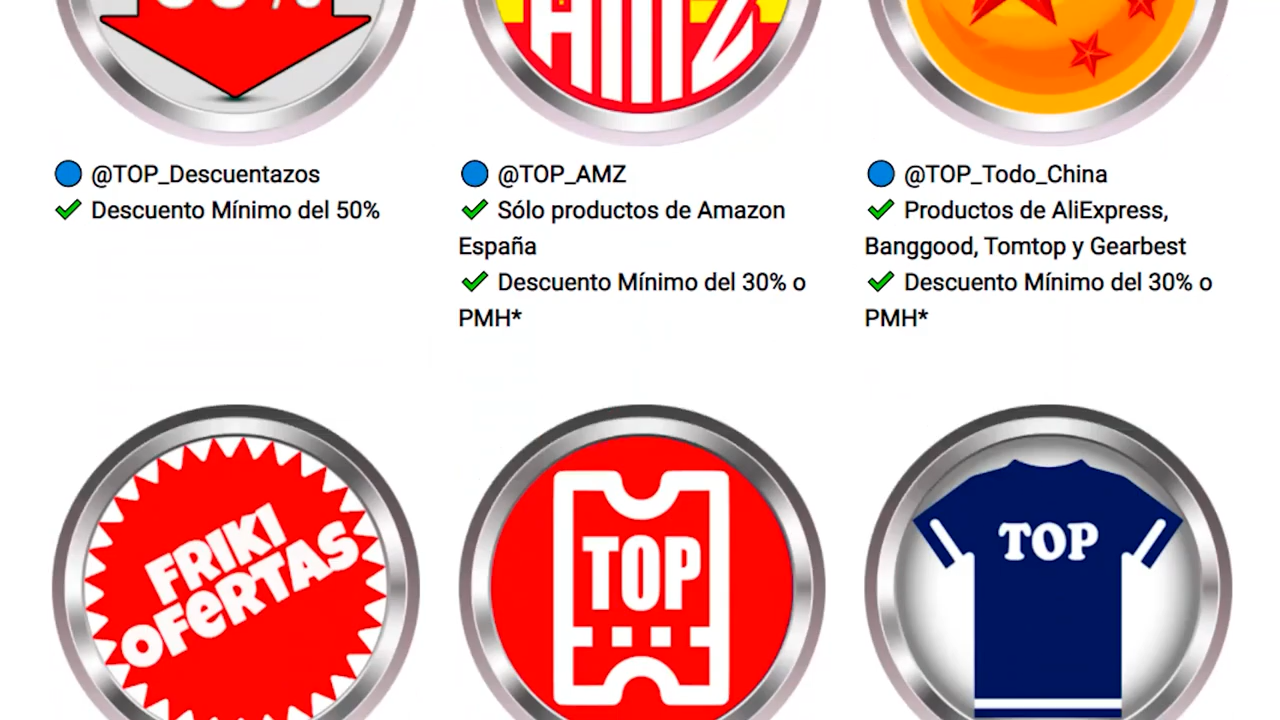 AMZ
@TOP_Descuentazos
Descuento Mínimo del 50%
@TOP_AMZ
Sólo productos de Amazon
España
Descuento Mínimo del 30% o
PMH*
@TOP_Todo_China
Productos de AliExpress,
Banggood, Tomtop y Gearbest
Descuento Mínimo del 30% o
PMH*
FRIKI
OFeRTAS
TOP
TOP